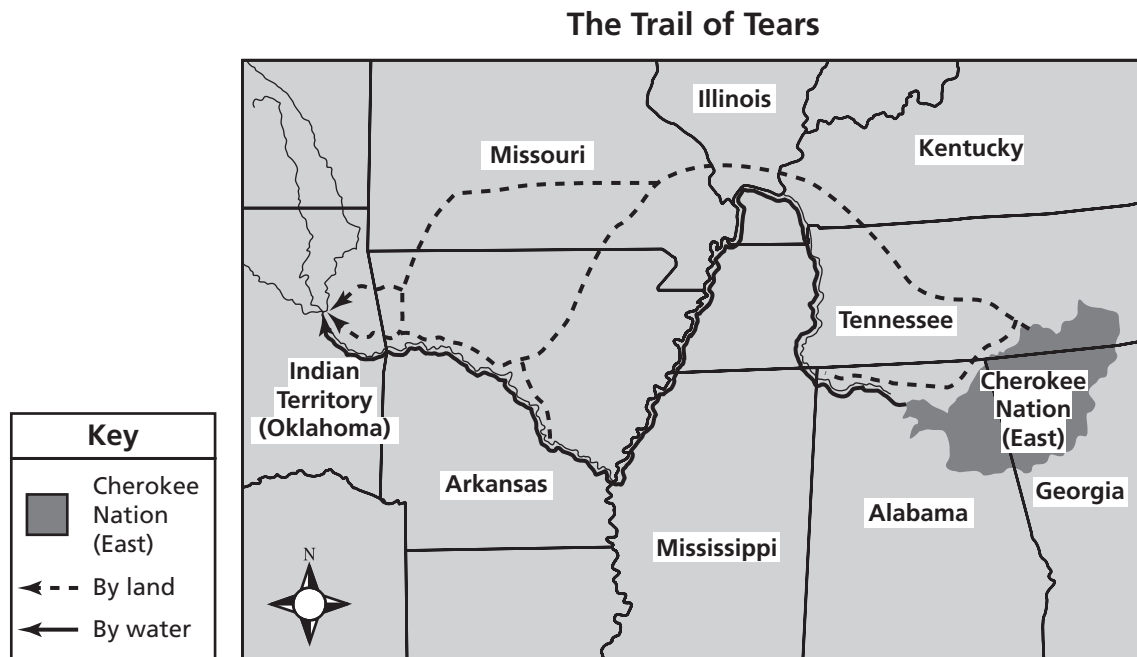 The Trail of Tears
Illinois
Missouri
Kentucky
Tennessee
Indian
Territory
(Oklahoma)
Cherokee
Nation
(East)
Arkansas
Georgia
Alabama
Mississippi
N
Key
Cherokee
Nation
(East)
By land
By water